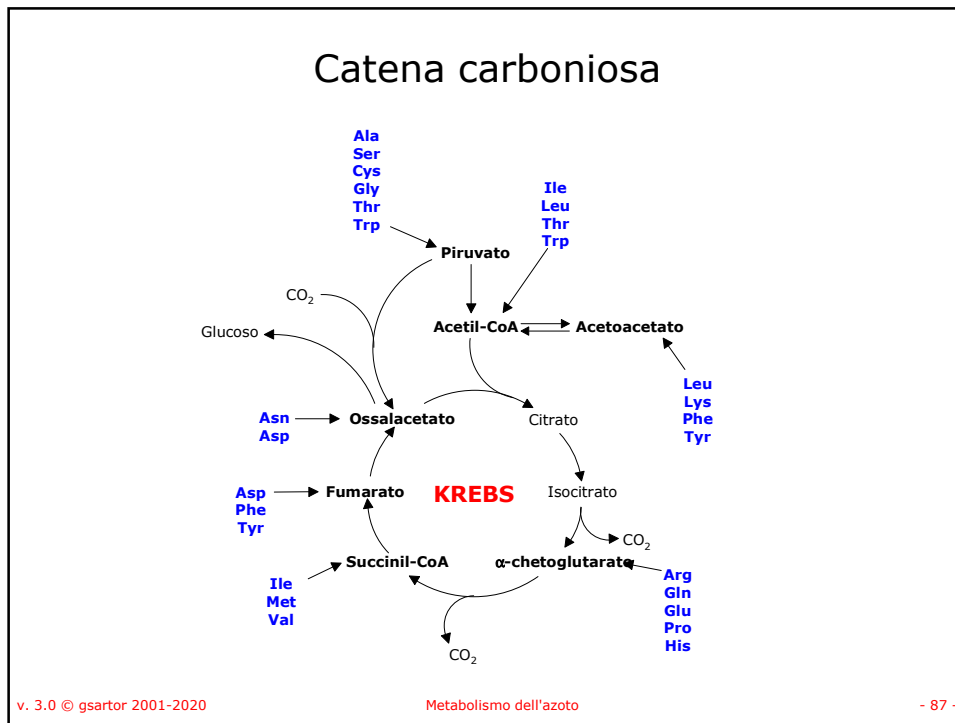 Catena carboniosa
Ala
Ser
Cys
Gly
Thr
Trp
Ile
Leu
Thr
Trp
Piruvato
CO2
Glucoso
Acetil-CoA
Acetoacetato
Leu
Lys
Phe
Tyr
Asn
Asp
Ossalacetato
Citrato
Asp
Phe
Tyr
Fumarato
KREBS
Isocitrato
CO2
Succinil-CoA
α-chetoglutarato
Ile
Met
Val
Arg
Gln
Glu
Pro
His
CO2
v. 3.0 © gsartor 2001-2020
Metabolismo dell'azoto
- 87 -